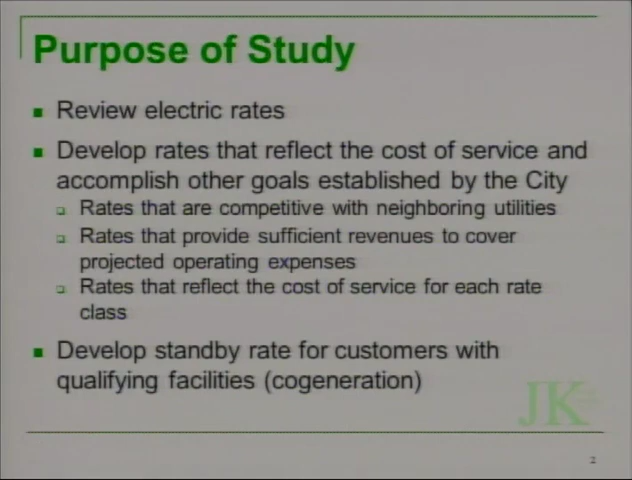 Purpose of Study
Review electric rates
Develop rates that reflect the cost of service and
accomplish other goals established by the City
Rates that are competitive with neighboring utilities
Rates that provide sufficient revenues to cover
projected operating expenses
Rates that reflect the cost of service for each rate
class
Develop standby rate for customers with
qualifying facilities (cogeneration)
JK
2